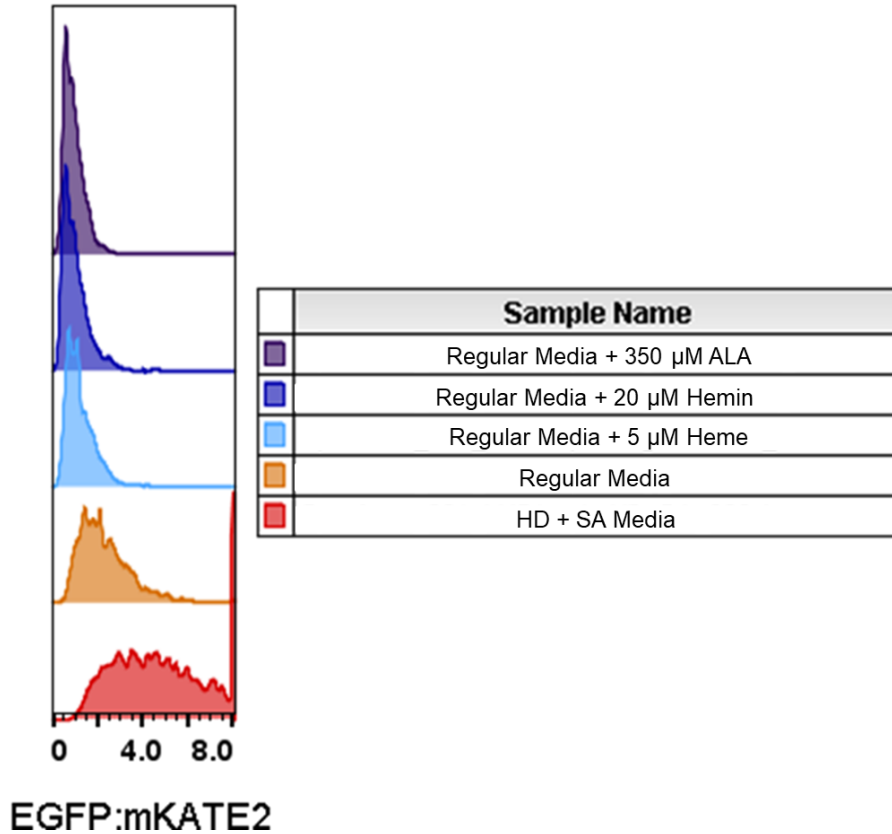 Sample Name
Regular Media + 350 µM ALA
Regular Media + 20 µM Hemin
Regular Media + 5 µM Heme
Regular Media
HD + SA Media
0 4.0 8.0
EGFP:mKATE2